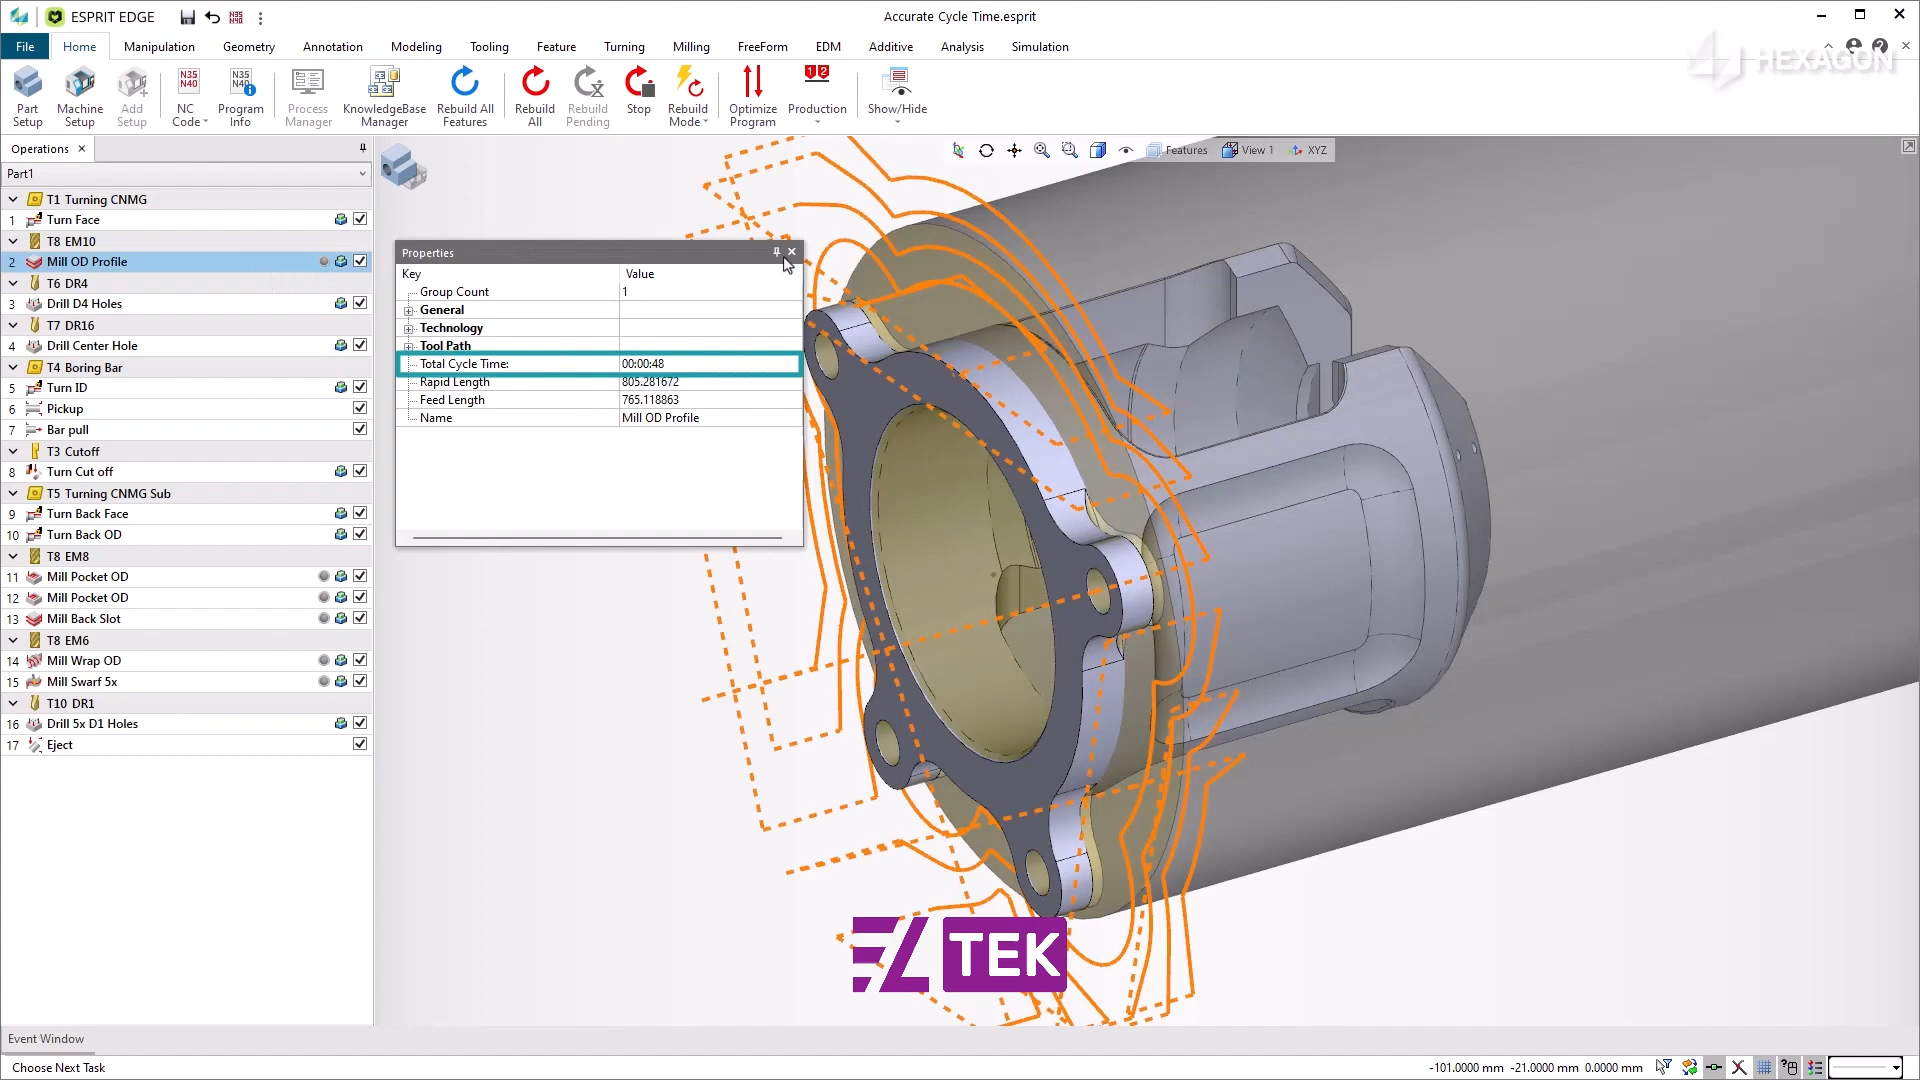 ESPRIT EDGE
Accurate Cycle Time.esprit
File Home Manipulation Geometry Annotation Modeling Tooling Feature Turning Milling FreeForm EDM Additive Analysis Simulation
HEXAGON
N35 N40
Part Setup
Machine Setup
Add Setup
NC Code
Program Info
Process Manager
KnowledgeBase Manager
Rebuild All Features
Rebuild All
Rebuild Pending
Stop
Rebuild Mode
Optimize Program
Production
Show/Hide
Operations
Part1
Features View 1 XYZ
T1 Turning CNMG
1 Turn Face
T8 EM10
2 Mill OD Profile
T6 DR4
3 Drill D4 Holes
T7 DR16
4 Drill Center Hole
T4 Boring Bar
5 Turn ID
6 Pickup
7 Bar pull
T3 Cutoff
8 Turn Cut off
T5 Turning CNMG Sub
9 Turn Back Face
10 Turn Back OD
T8 EM8
11 Mill Pocket OD
12 Mill Pocket OD
13 Mill Back Slot
T8 EM6
14 Mill Wrap OD
15 Mill Swarf 5x
T10 DR1
16 Drill 5x D1 Holes
17 Eject
Properties
Key Value
Group Count 1
General
Technology
Tool Path
Total Cycle Time: 00:00:48
Rapid Length 805.281672
Feed Length 765.118863
Name Mill OD Profile
TEK
Event Window
Choose Next Task
-101.0000 mm -21.0000 mm 0.0000 mm